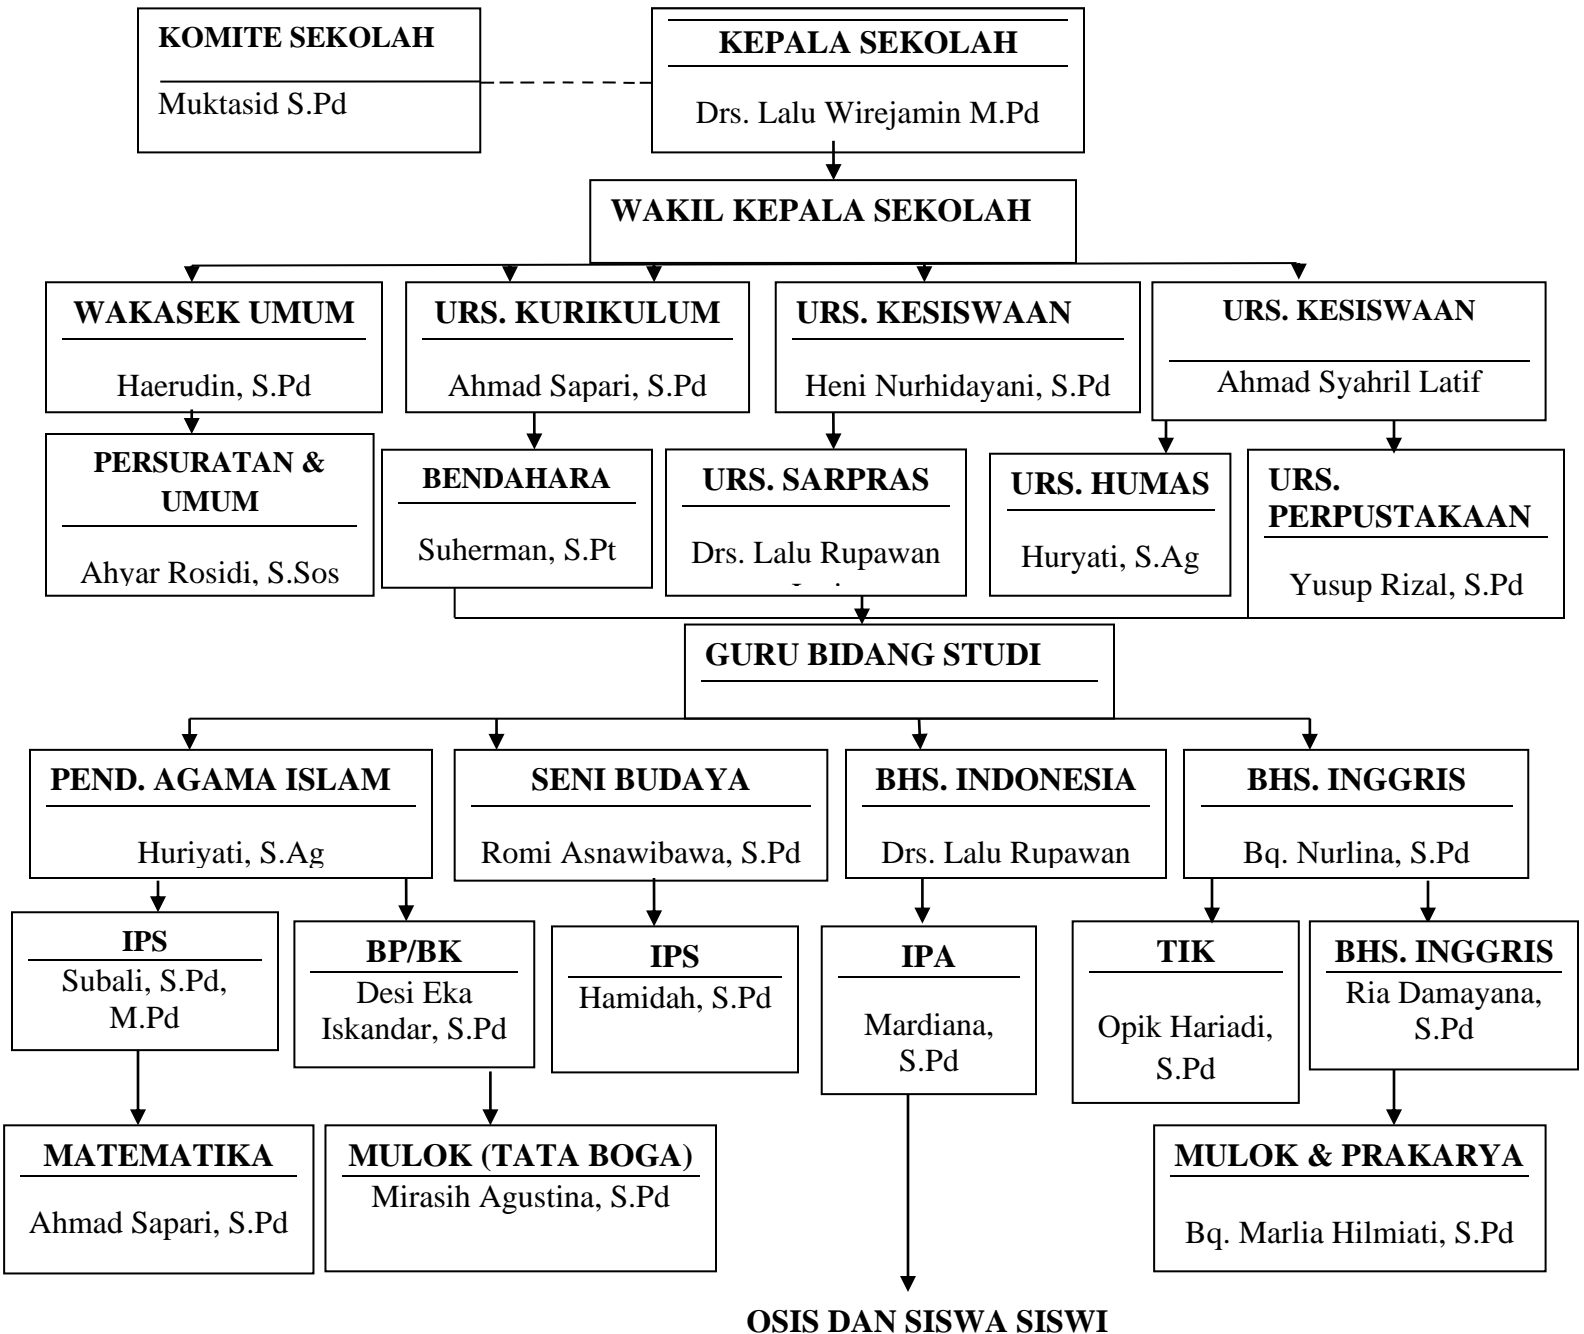 KOMITE SEKOLAH
Muktasid S.Pd
KEPALA SEKOLAH
Drs. Lalu Wirejamin M.Pd
WAKIL KEPALA SEKOLAH
WAKASEK UMUM
Haerudin, S.Pd
URS. KURIKULUM
Ahmad Sapari, S.Pd
URS. KESISWAAN
Heni Nurhidayani, S.Pd
URS. KESISWAAN
Ahmad Syahril Latif
PERSURATAN &
UMUM
Ahyar Rosidi, S.Sos
BENDAHARA
Suherman, S.Pt
URS. SARPRAS
Drs. Lalu Rupawan
URS. HUMAS
Huryati, S.Ag
URS.
PERPUSTAKAAN
Yusup Rizal, S.Pd
GURU BIDANG STUDI
PEND. AGAMA ISLAM
Huriyati, S.Ag
SENI BUDAYA
Romi Asnawibawa, S.Pd
BHS. INDONESIA
Drs. Lalu Rupawan
BHS. INGGRIS
Bq. Nurlina, S.Pd
IPS
Subali, S.Pd,
M.Pd
BP/BK
Desi Eka
Iskandar, S.Pd
IPS
Hamidah, S.Pd
IPA
Mardiana,
S.Pd
TIK
Opik Hariadi,
S.Pd
BHS. INGGRIS
Ria Damayana,
S.Pd
MATEMATIKA
Ahmad Sapari, S.Pd
MULOK (TATA BOGA)
Mirasih Agustina, S.Pd
MULOK & PRAKARYA
Bq. Marlia Hilmiati, S.Pd
OSIS DAN SISWA SISWI